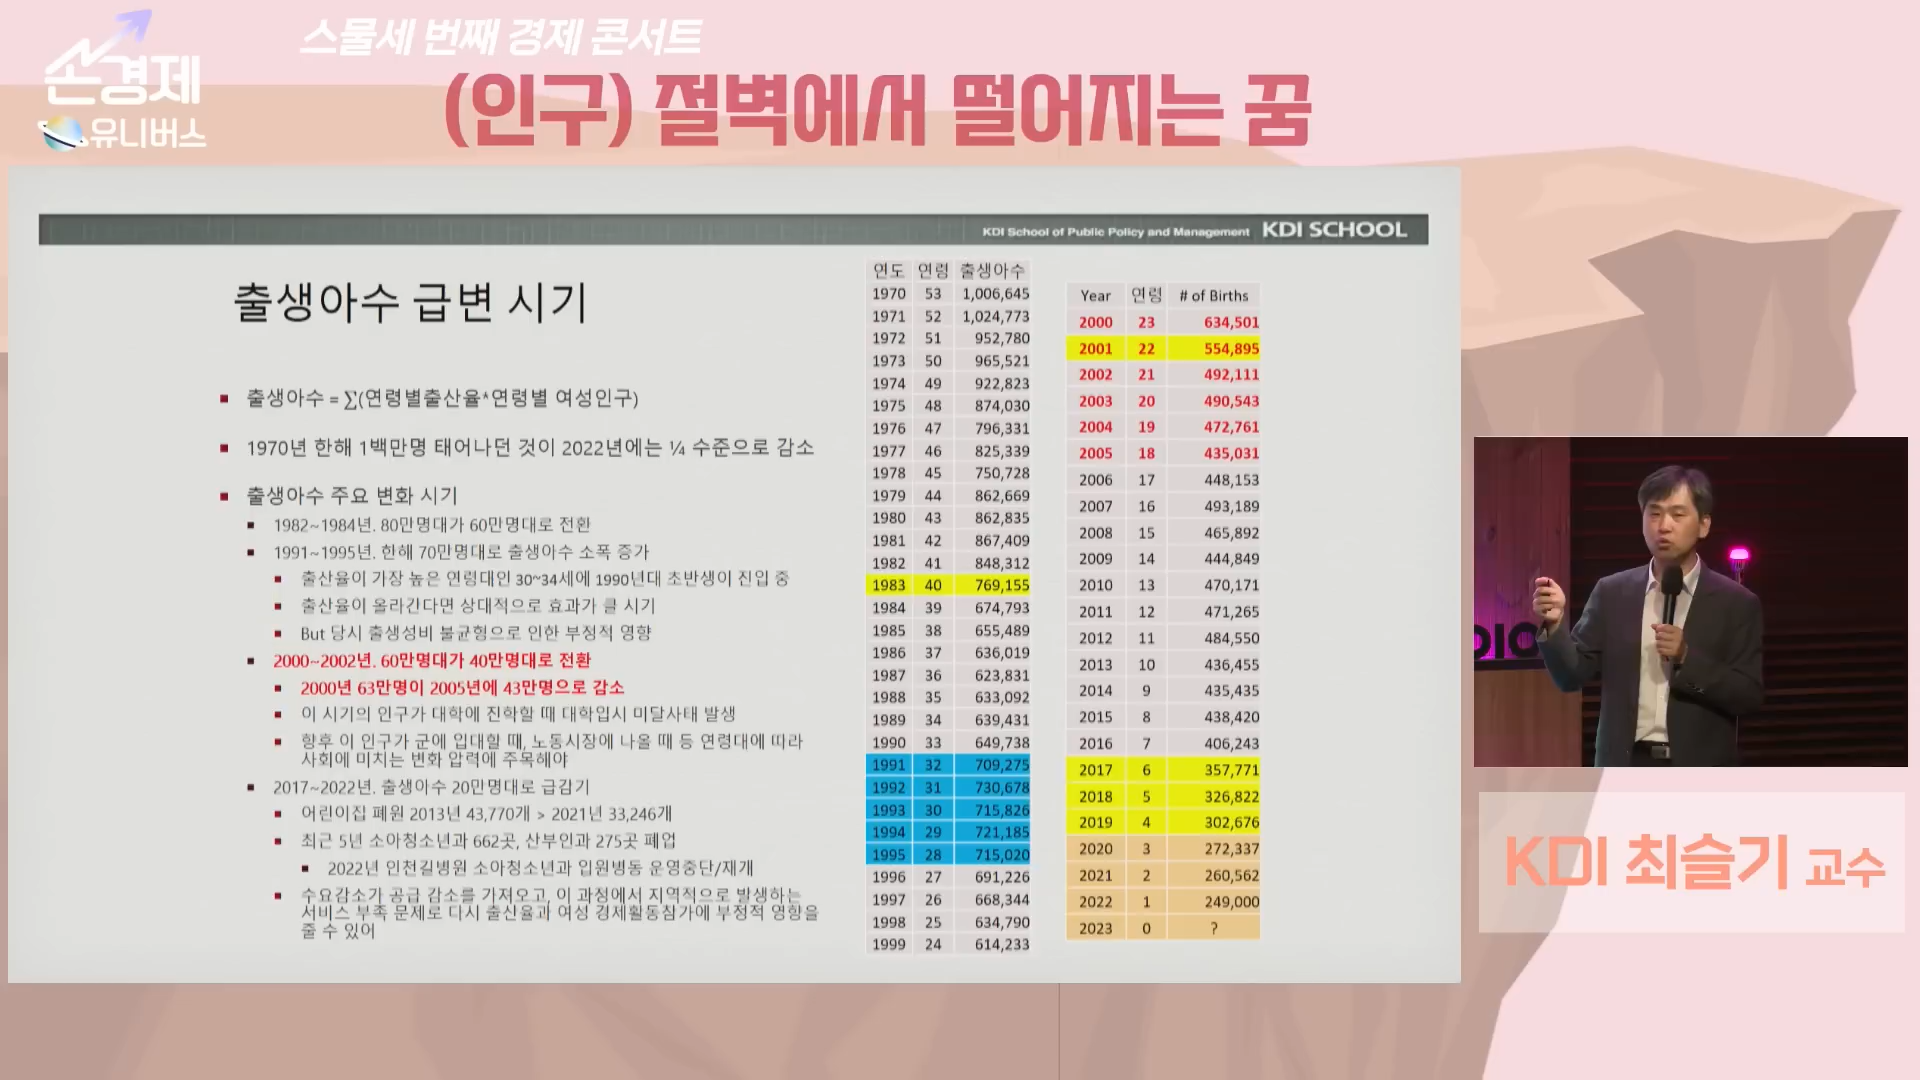 손경제
유니버스
스물세 번째 경제 콘서트
(인구) 절벽에서 떨어지는 꿈
KDI School of Public Policy and Management KDI SCHOOL
출생아수 급변 시기
출생아수 = ∑(연령별출산율*연령별 여성인구)
1970년 한해 1백만명 태어나던 것이 2022년에는 ¼ 수준으로 감소
출생아수 주요 변화 시기
1982~1984년. 80만명대가 60만명대로 전환
1991~1995년. 한해 70만명대로 출생아수 소폭 증가
출산율이 가장 높은 연령대인 30~34세에 1990년대 초반생이 진입 중
출산율이 올라간다면 상대적으로 효과가 클 시기
But 당시 출생성비 불균형으로 인한 부정적 영향
2000~2002년. 60만명대가 40만명대로 전환
2000년 63만명이 2005년에 43만명으로 감소
이 시기의 인구가 대학에 진학할 때 대학입시 미달사태 발생
향후 이 인구가 군에 입대할 때, 노동시장에 나올 때 등 연령대에 따라
사회에 미치는 변화 압력에 주목해야
2017~2022년. 출생아수 20만명대로 급감기
어린이집 폐원 2013년 43,770개 > 2021년 33,246개
최근 5년 소아청소년과 662곳, 산부인과 275곳 폐업
2022년 인천길병원 소아청소년과 입원병동 운영중단/재개
수요감소가 공급 감소를 가져오고, 이 과정에서 지역적으로 발생하는
서비스 부족 문제로 다시 출산율과 여성 경제활동참가에 부정적 영향을
줄 수 있어
연도 연령 출생아수
1970 53 1,006,645
1971 52 1,024,773
1972 51 952,780
1973 50 965,521
1974 49 922,823
1975 48 874,030
1976 47 796,331
1977 46 825,339
1978 45 750,728
1979 44 862,669
1980 43 862,835
1981 42 867,409
1982 41 848,312
1983 40 769,155
1984 39 674,793
1985 38 655,489
1986 37 636,019
1987 36 623,831
1988 35 633,092
1989 34 639,431
1990 33 649,738
1991 32 709,275
1992 31 730,678
1993 30 715,826
1994 29 721,185
1995 28 715,020
1996 27 691,226
1997 26 668,344
1998 25 634,790
1999 24 614,233
Year 연령 # of Births
2000 23 634,501
2001 22 554,895
2002 21 492,111
2003 20 490,543
2004 19 472,761
2005 18 435,031
2006 17 448,153
2007 16 493,189
2008 15 465,892
2009 14 444,849
2010 13 470,171
2011 12 471,265
2012 11 484,550
2013 10 436,455
2014 9 435,435
2015 8 438,420
2016 7 406,243
2017 6 357,771
2018 5 326,822
2019 4 302,676
2020 3 272,337
2021 2 260,562
2022 1 249,000
2023 0 ?
KDI 최슬기 교수